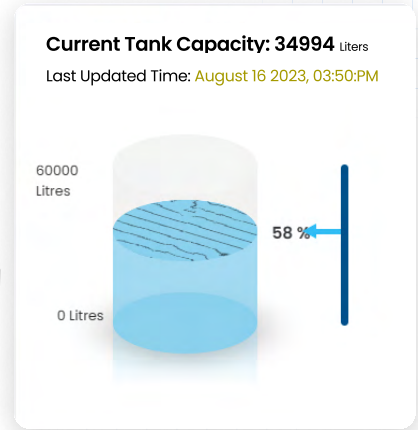 Current Tank Capacity: 34994 Liters
Last Updated Time: August 16 2023, 03:50:PM
60000
Litres
58 %
0 Litres